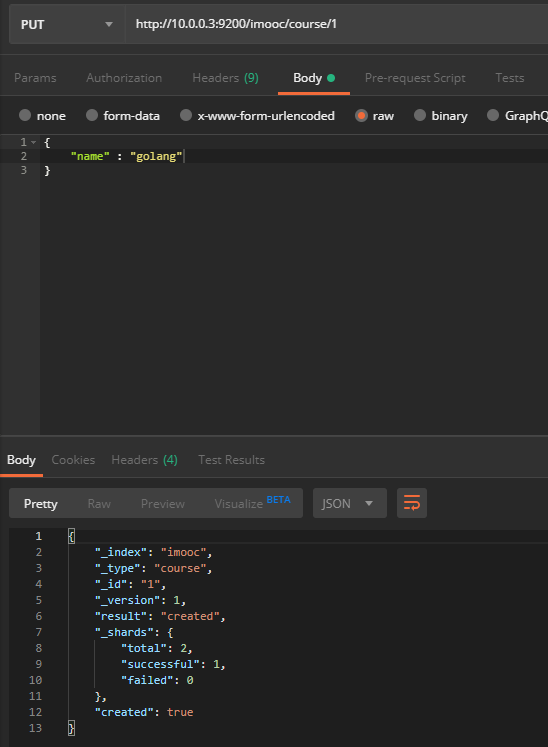 PUT http://10.0.0.3:9200/imooc/course/1
Params Authorization Headers (9) Body Pre-request Script Tests
none form-data x-www-form-urlencoded raw binary GraphQ
1 {
2 "name" : "golang"
3 }
Body Cookies Headers (4) Test Results
Pretty Raw Preview Visualize BETA JSON
1 {
2 "_index": "imooc",
3 "_type": "course",
4 "_id": "1",
5 "_version": 1,
6 "result": "created",
7 "_shards": {
8 "total": 2,
9 "successful": 1,
10 "failed": 0
11 },
12 "created": true
13 }